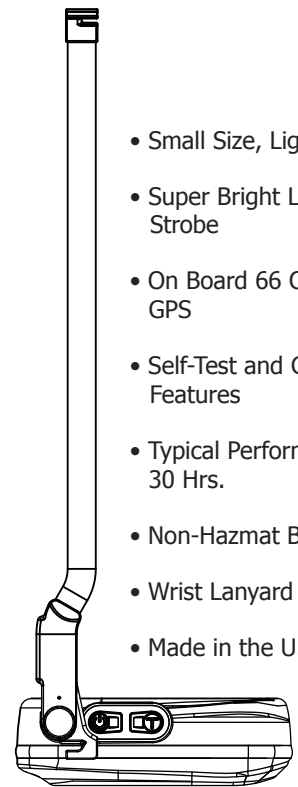 • Small Size, Lig
• Super Bright L
Strobe
• On Board 66 C
GPS
• Self-Test and
Features
• Typical Perform
30 Hrs.
• Non-Hazmat B
• Wrist Lanyard
• Made in the U